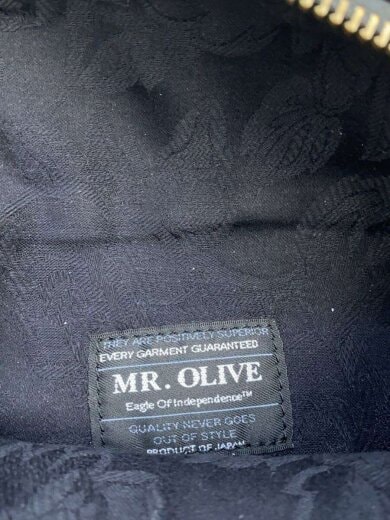 THEY ARE POSITIVELY SUPERIOR
EVERY GARMENT GUARANTEED
MR. OLIVE
Eagle Of Independence™
QUALITY NEVER GOES
OUT OF STYLE
PRODUCT OF JAPAN